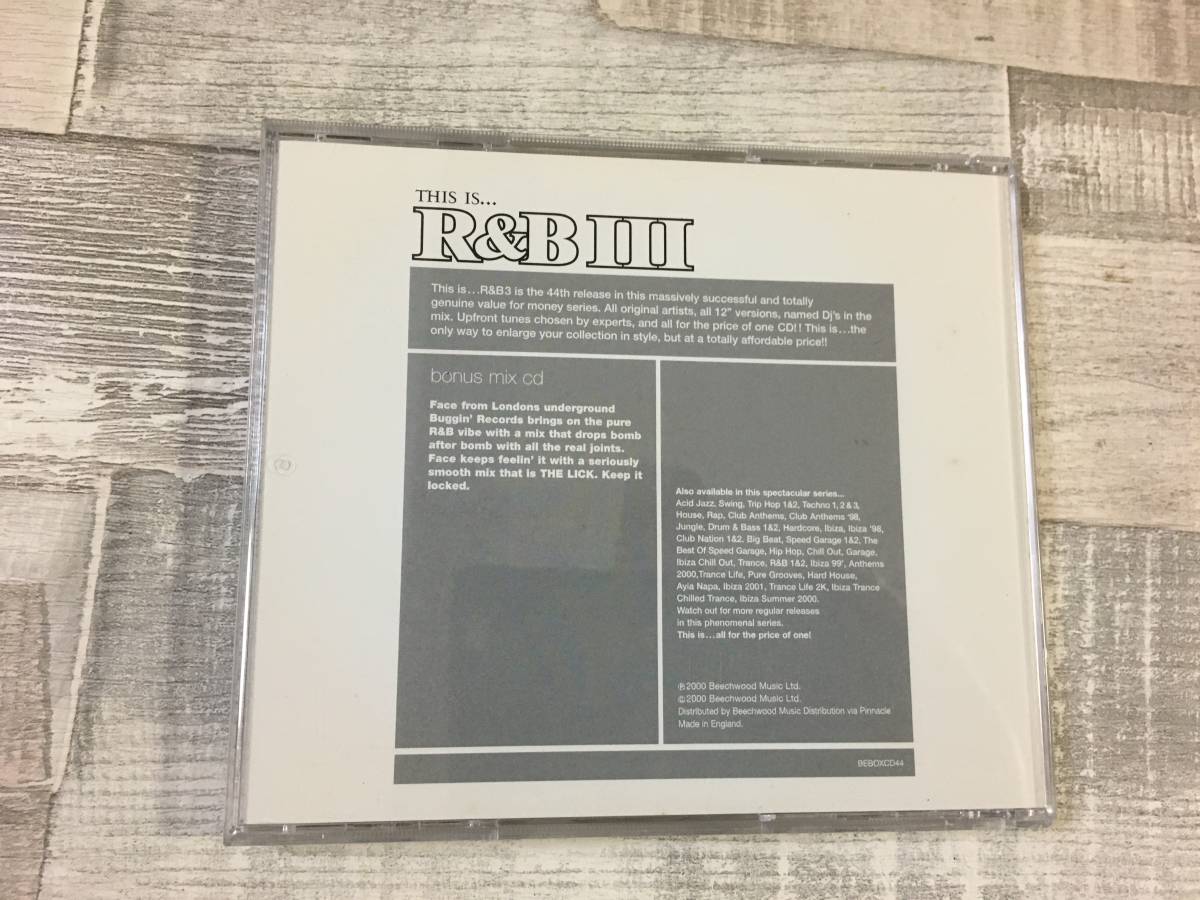 THIS IS...
R&B III
This is...R&B3 is the 44th release in this massively successful and totally
genuine value for money series. All original artists, all 12" versions, named Dj's in the
mix. Upfront tunes chosen by experts, and all for the price of one CD!! This is...the
only way to enlarge your collection in style, but at a totally affordable price!!
bonus mix cd
Face from Londons underground
Buggin' Records brings on the pure
R&B vibe with a mix that drops bomb
after bomb with all the real joints.
Face keeps feelin' it with a seriously
smooth mix that is THE LICK. Keep it
locked.
Also available in this spectacular series...
Acid Jazz, Swing, Trip Hop 1&2, Techno 1, 2 & 3,
House, Rap, Club Anthems, Club Anthems '98,
Jungle, Drum & Bass 1&2, Hardcore, Ibiza, Ibiza '98,
Club Nation 1&2. Big Beat, Speed Garage 1&2, The
Best Of Speed Garage, Hip Hop, Chill Out, Garage,
Ibiza Chill Out, Trance, R&B 1&2, Ibiza 99', Anthems
2000,Trance Life, Pure Grooves, Hard House,
Ayia Napa, Ibiza 2001, Trance Life 2K, Ibiza Trance
Chilled Trance, Ibiza Summer 2000.
Watch out for more regular releases
in this phenomenal series.
This is...all for the price of one!
℗2000 Beechwood Music Ltd.
©2000 Beechwood Music Ltd.
Distributed by Beechwood Music Distribution via Pinnacle
Made in England.
BEBOXCD44